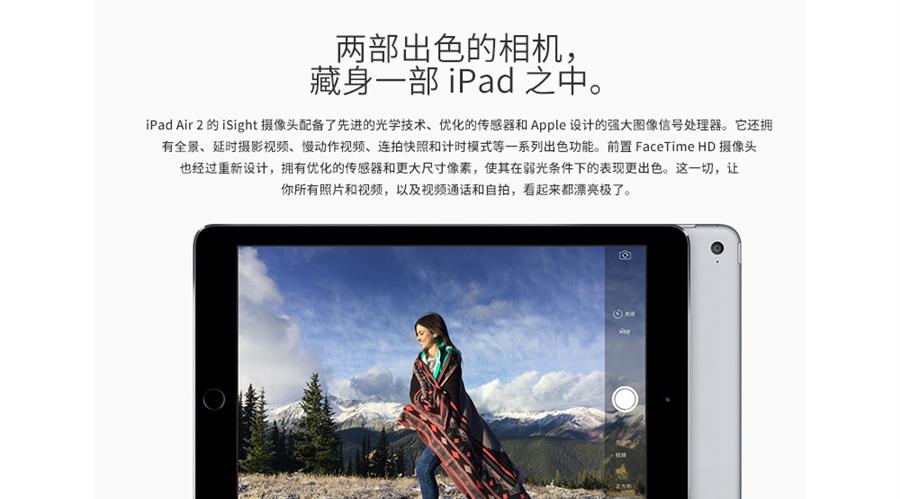 两部出色的相机，
藏身一部 iPad 之中。
iPad Air 2 的 iSight 摄像头配备了先进的光学技术、优化的传感器和 Apple 设计的强大图像信号处理器。它还拥
有全景、延时摄影视频、慢动作视频、连拍快照和计时模式等一系列出色功能。前置 FaceTime HD 摄像头
也经过重新设计，拥有优化的传感器和更大尺寸像素，使其在弱光条件下的表现更出色。这一切，让
你所有照片和视频，以及视频通话和自拍，看起来都漂亮极了。
关闭
视频
正方形